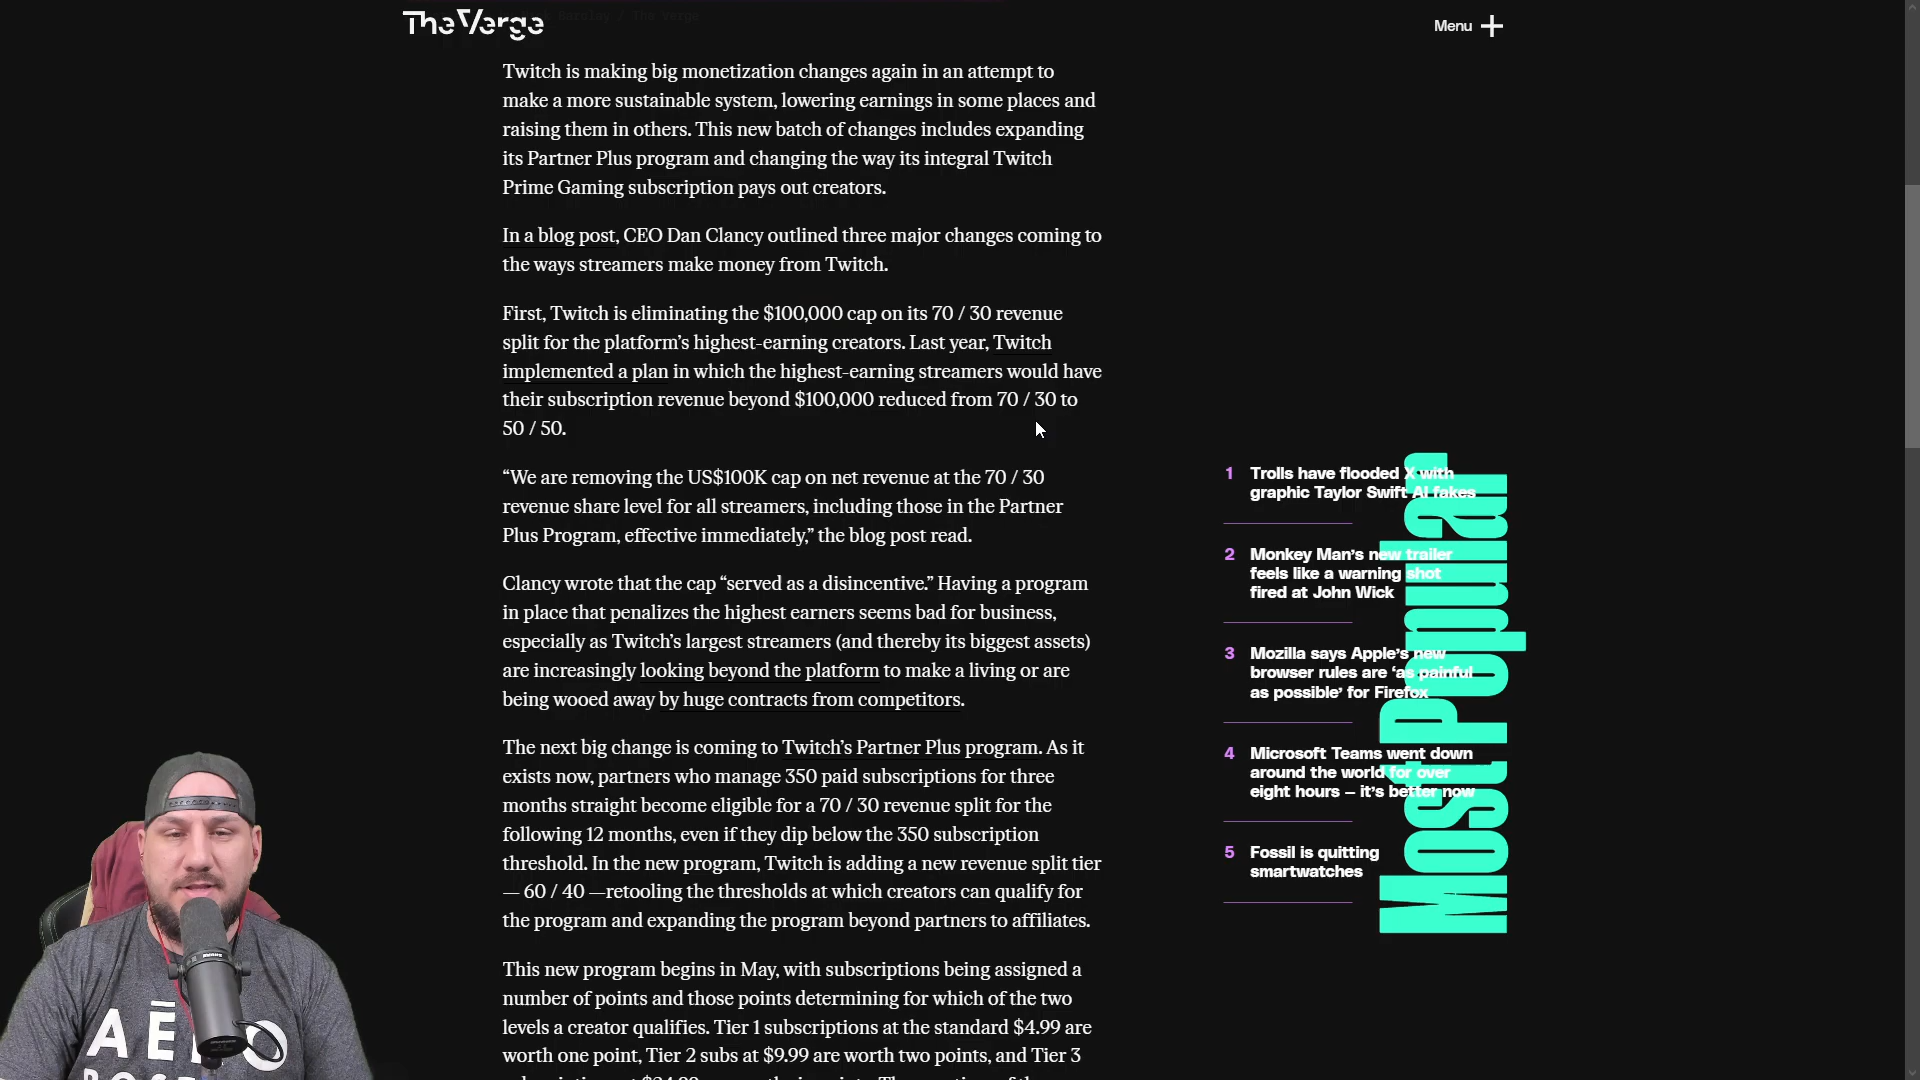 The Verge
Menu
Twitch is making big monetization changes again in an attempt to
make a more sustainable system, lowering earnings in some places and
raising them in others. This new batch of changes includes expanding
its Partner Plus program and changing the way its integral Twitch
Prime Gaming subscription pays out creators.
In a blog post, CEO Dan Clancy outlined three major changes coming to
the ways streamers make money from Twitch.
First, Twitch is eliminating the $100,000 cap on its 70 / 30 revenue
split for the platform’s highest-earning creators. Last year, Twitch
implemented a plan in which the highest-earning streamers would have
their subscription revenue beyond $100,000 reduced from 70 / 30 to
50 / 50.
“We are removing the US$100K cap on net revenue at the 70 / 30
revenue share level for all streamers, including those in the Partner
Plus Program, effective immediately,” the blog post read.
Clancy wrote that the cap “served as a disincentive.” Having a program
in place that penalizes the highest earners seems bad for business,
especially as Twitch’s largest streamers (and thereby its biggest assets)
are increasingly looking beyond the platform to make a living or are
being wooed away by huge contracts from competitors.
The next big change is coming to Twitch’s Partner Plus program. As it
exists now, partners who manage 350 paid subscriptions for three
months straight become eligible for a 70 / 30 revenue split for the
following 12 months, even if they dip below the 350 subscription
threshold. In the new program, Twitch is adding a new revenue split tier
— 60 / 40 —retooling the thresholds at which creators can qualify for
the program and expanding the program beyond partners to affiliates.
This new program begins in May, with subscriptions being assigned a
number of points and those points determining for which of the two
levels a creator qualifies. Tier 1 subscriptions at the standard $4.99 are
worth one point, Tier 2 subs at $9.99 are worth two points, and Tier 3
Most Popular
1 Trolls have flooded X with
graphic Taylor Swift AI fakes
2 Monkey Man’s new trailer
feels like a warning shot
fired at John Wick
3 Mozilla says Apple’s new
browser rules are ‘as painful
as possible’ for Firefox
4 Microsoft Teams went down
around the world for over
eight hours — it’s better now
5 Fossil is quitting
smartwatches